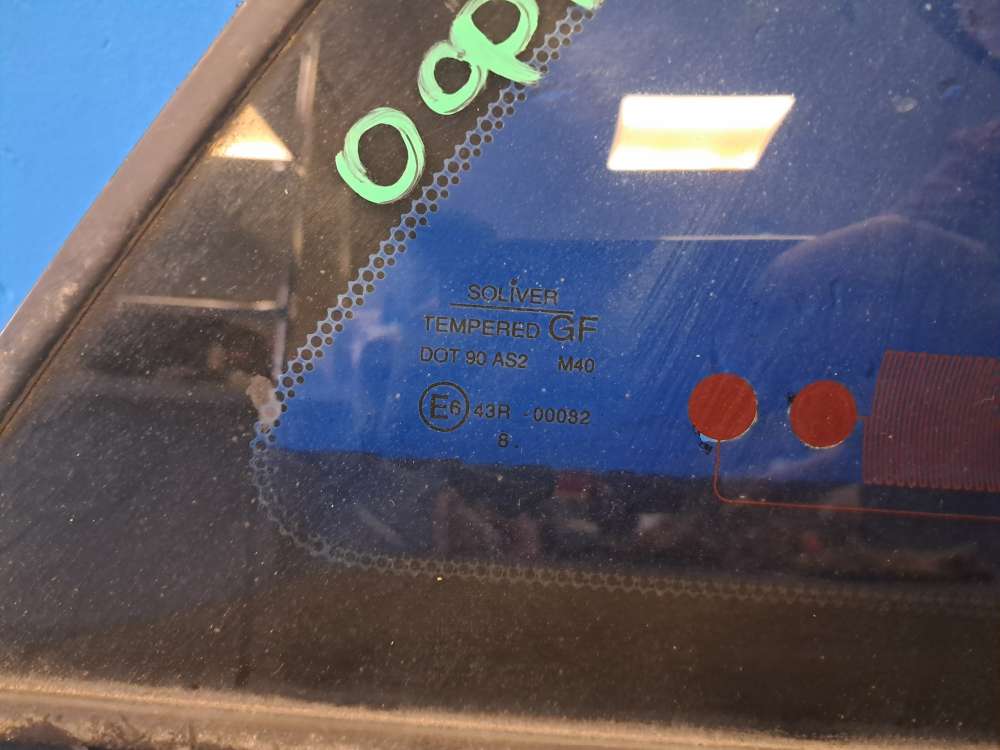 SOLIVER
TEMPERED GF
DOT 90 AS2 M40
E6 43R -00082
8.